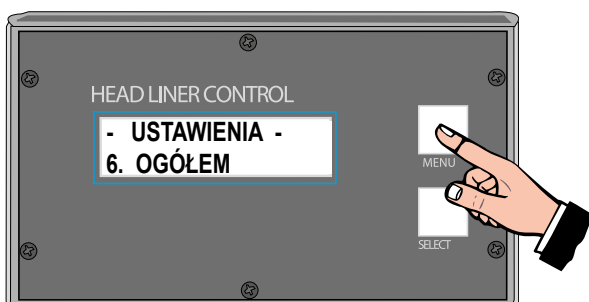 HEAD LINER CONTROL
- USTAWIENIA -
6. OGÓŁEM
MENU
SELECT